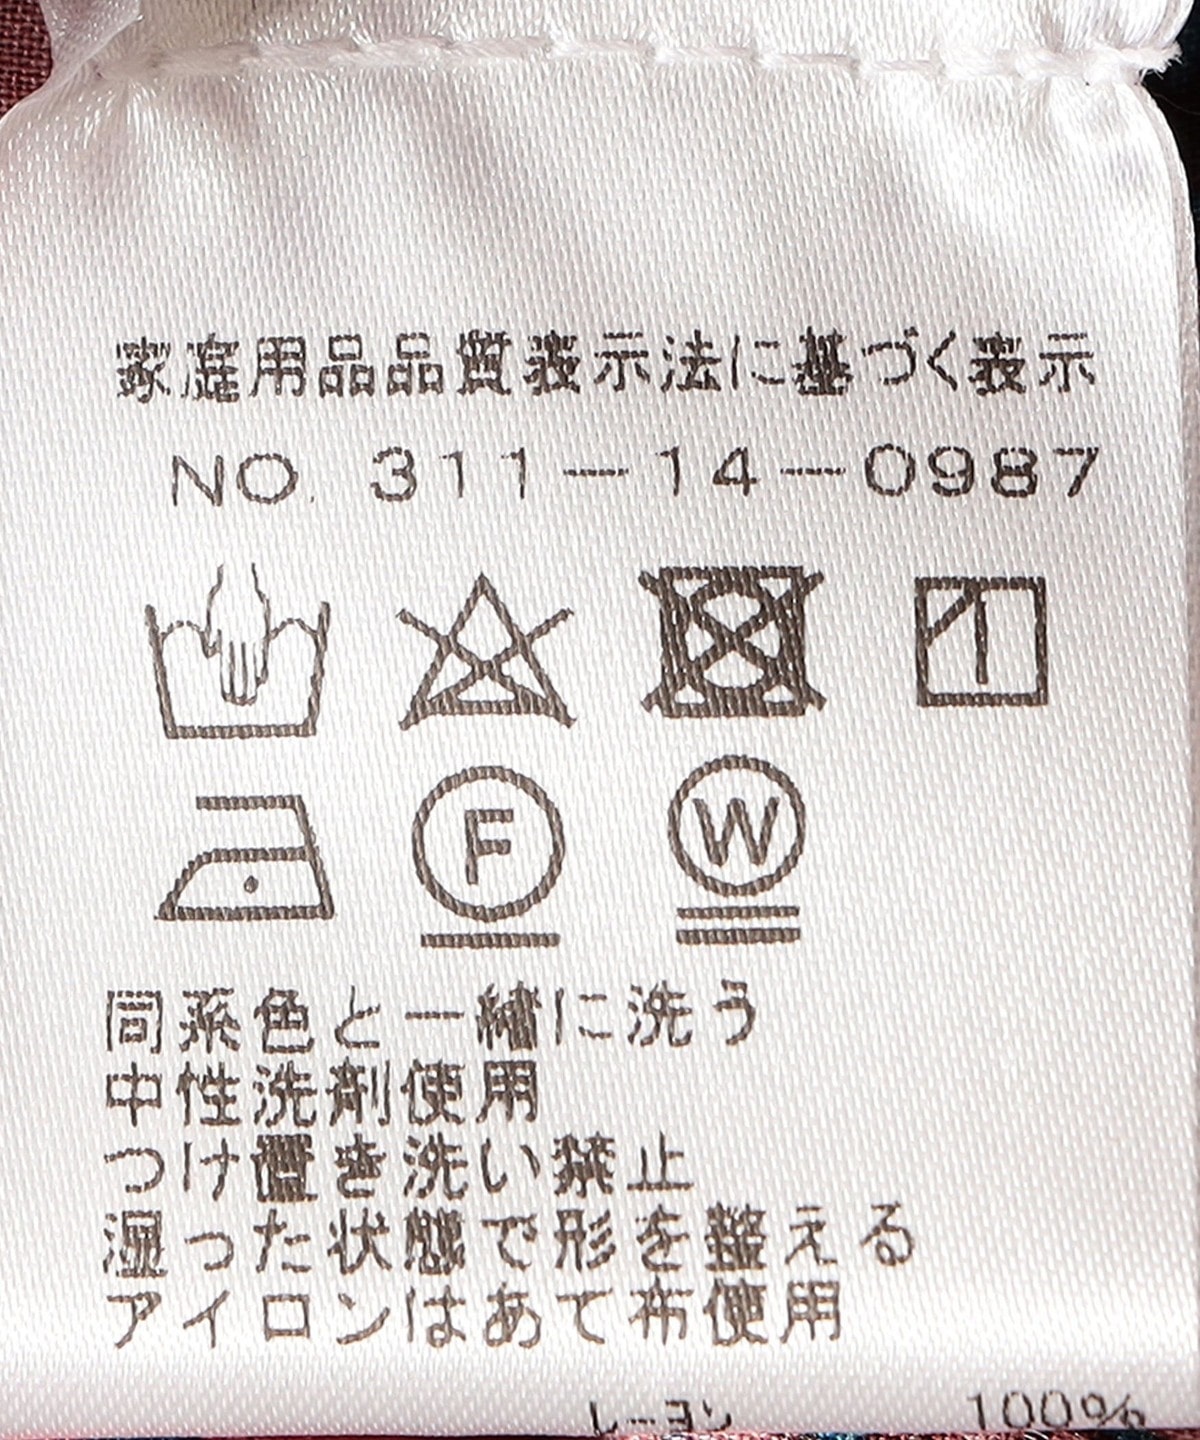 家庭用品品質表示法に基づく表示
NO. 311-14-0987
F W
同系色と一緒に洗う
中性洗剤使用
つけ置き洗い禁止
湿った状態で形を整える
アイロンはあて布使用
レーヨン 100%